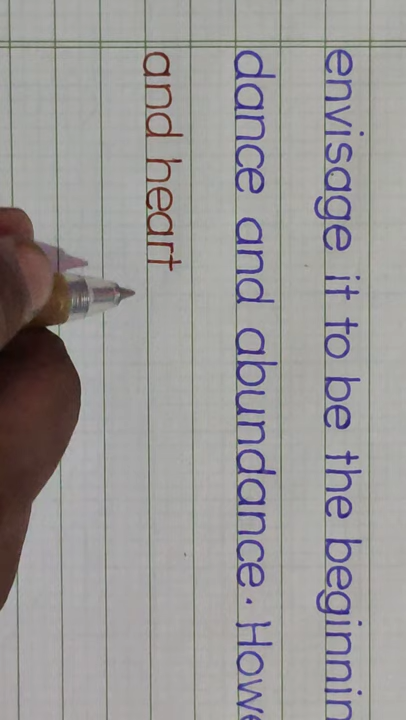 envisage it to be the beginnin
dance and abundance. Howe
and heart